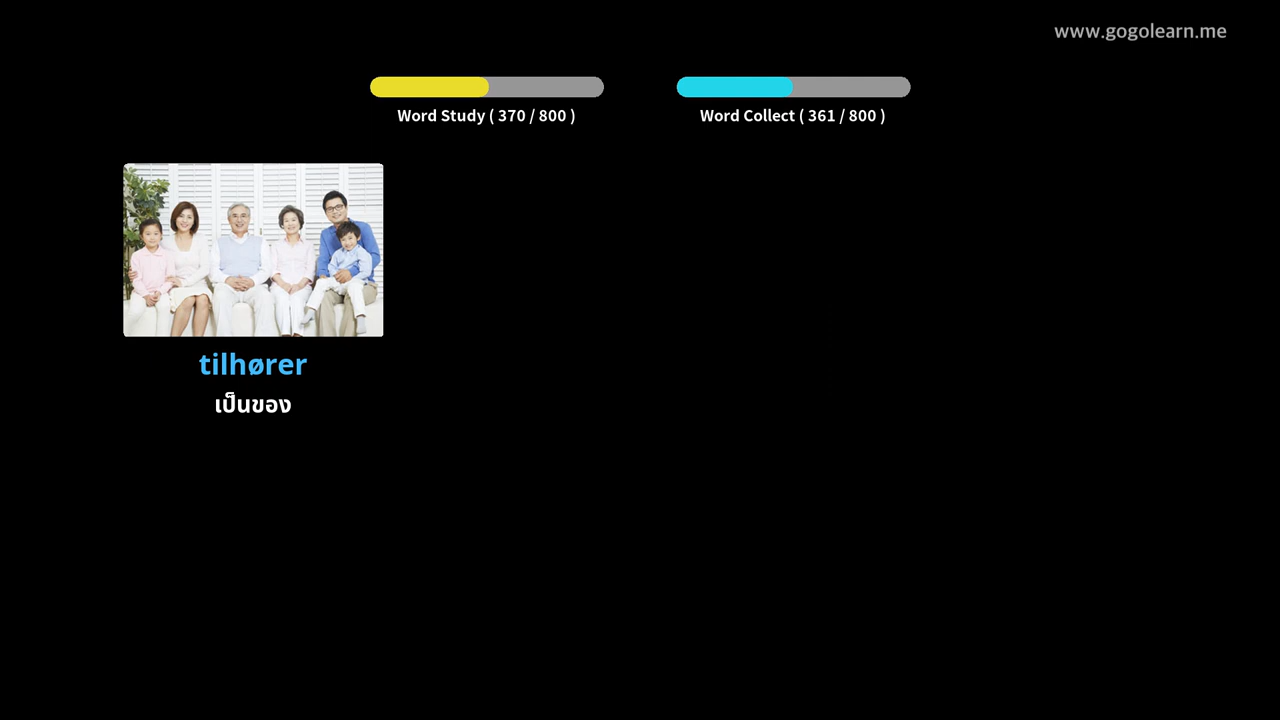 www.gogolearn.me
Word Study ( 370 / 800 )
Word Collect ( 361 / 800 )
tilhører
เป็นของ